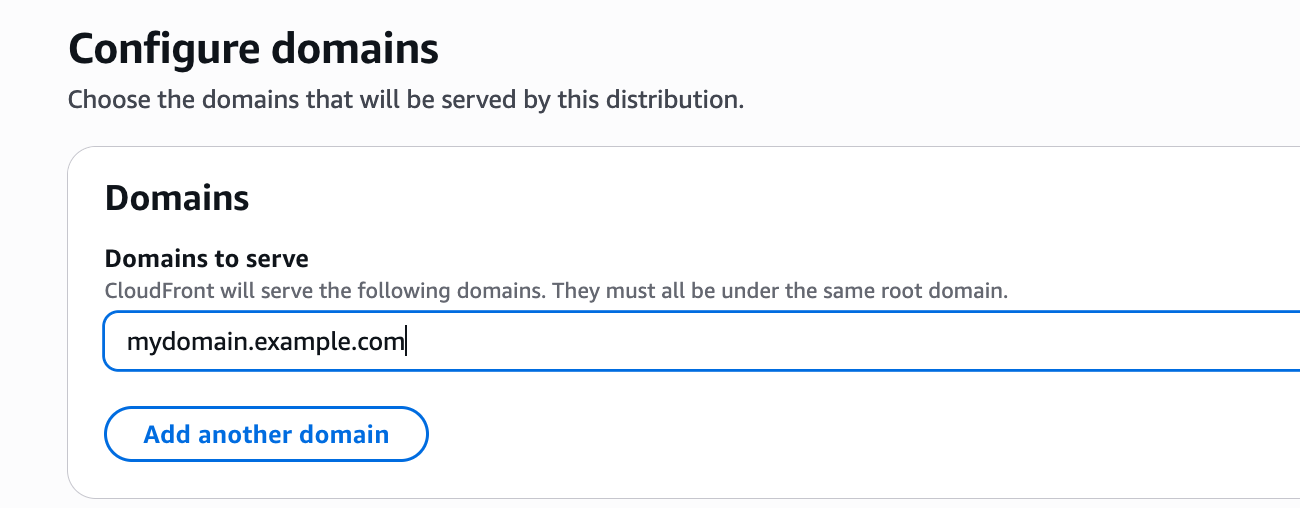 Configure domains
Choose the domains that will be served by this distribution.
Domains
Domains to serve
CloudFront will serve the following domains. They must all be under the same root domain.
mydomain.example.com
Add another domain